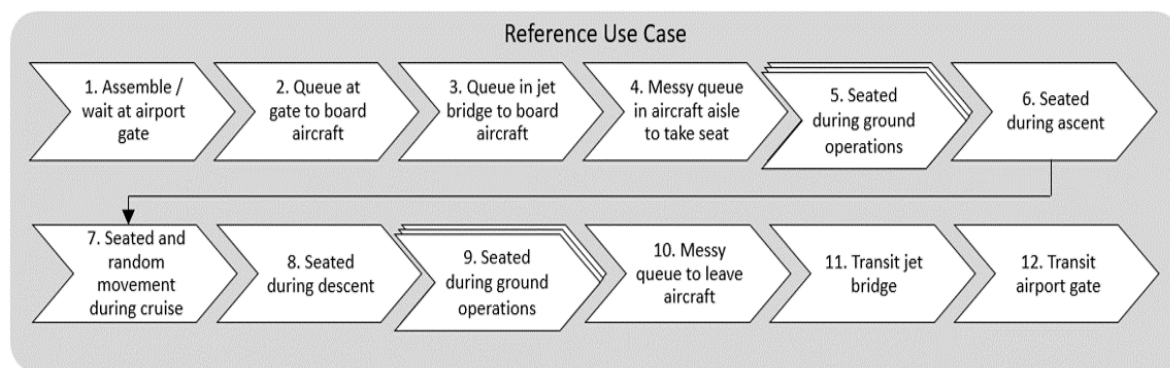 Reference Use Case
1. Assemble /
wait at airport
gate
2. Queue at
gate to board
aircraft
3. Queue in jet
bridge to board
aircraft
4. Messy queue
in aircraft aisle
to take seat
5. Seated
during ground
operations
6. Seated
during ascent
7. Seated and
random
movement
during cruise
8. Seated
during descent
9. Seated
during ground
operations
10. Messy
queue to leave
aircraft
11. Transit jet
bridge
12. Transit
airport gate